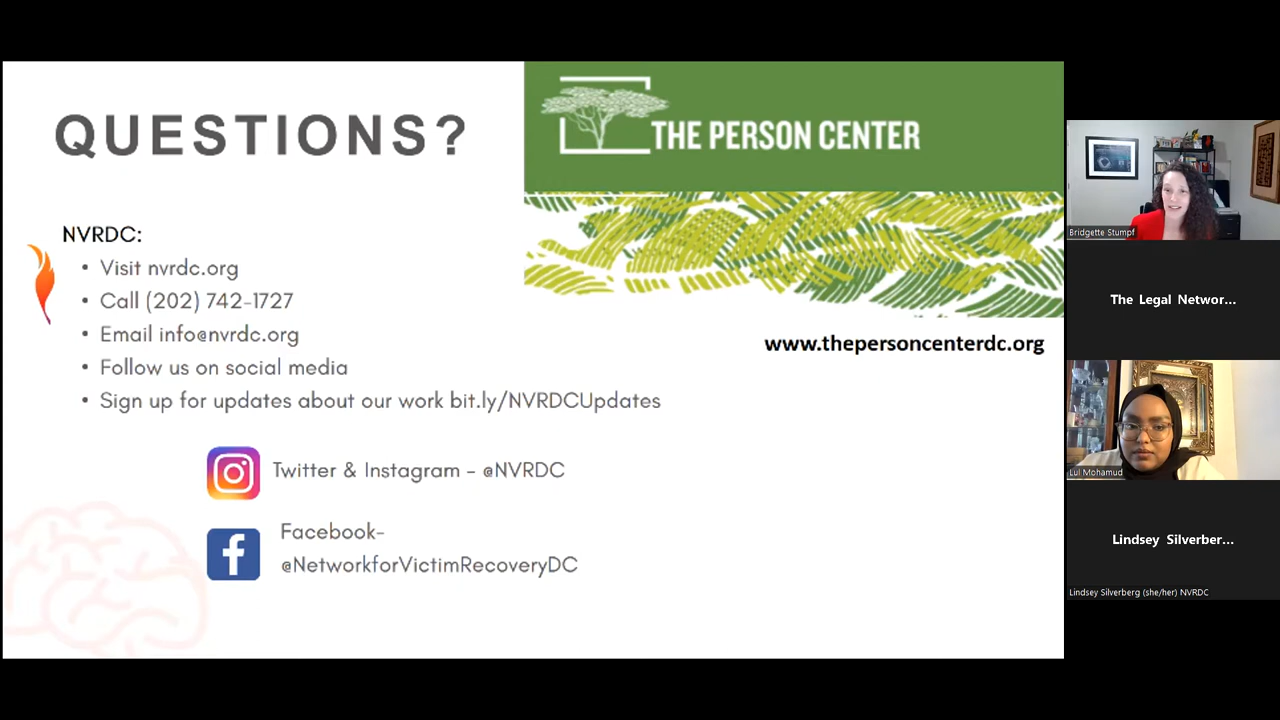 QUESTIONS?
THE PERSON CENTER
NVRDC:
• Visit nvrdc.org
• Call (202) 742-1727
• Email info@nvrdc.org
• Follow us on social media
• Sign up for updates about our work bit.ly/NVRDCUpdates
www.thepersoncenterdc.org
Twitter & Instagram - @NVRDC
Facebook-
@NetworkforVictimRecoveryDC
Bridgette Stumpf
The Legal Networ...
Lul Mohamud
Lindsey Silverber...
Lindsey Silverberg (she/her) NVRDC